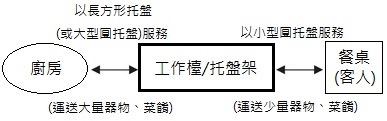 以長方形托盤
(或大型圓托盤)服務
以小型圓托盤服務
廚房
工作檯/托盤架
餐桌
(客人)
(運送大量器物、菜餚)
(運送少量器物、菜餚)